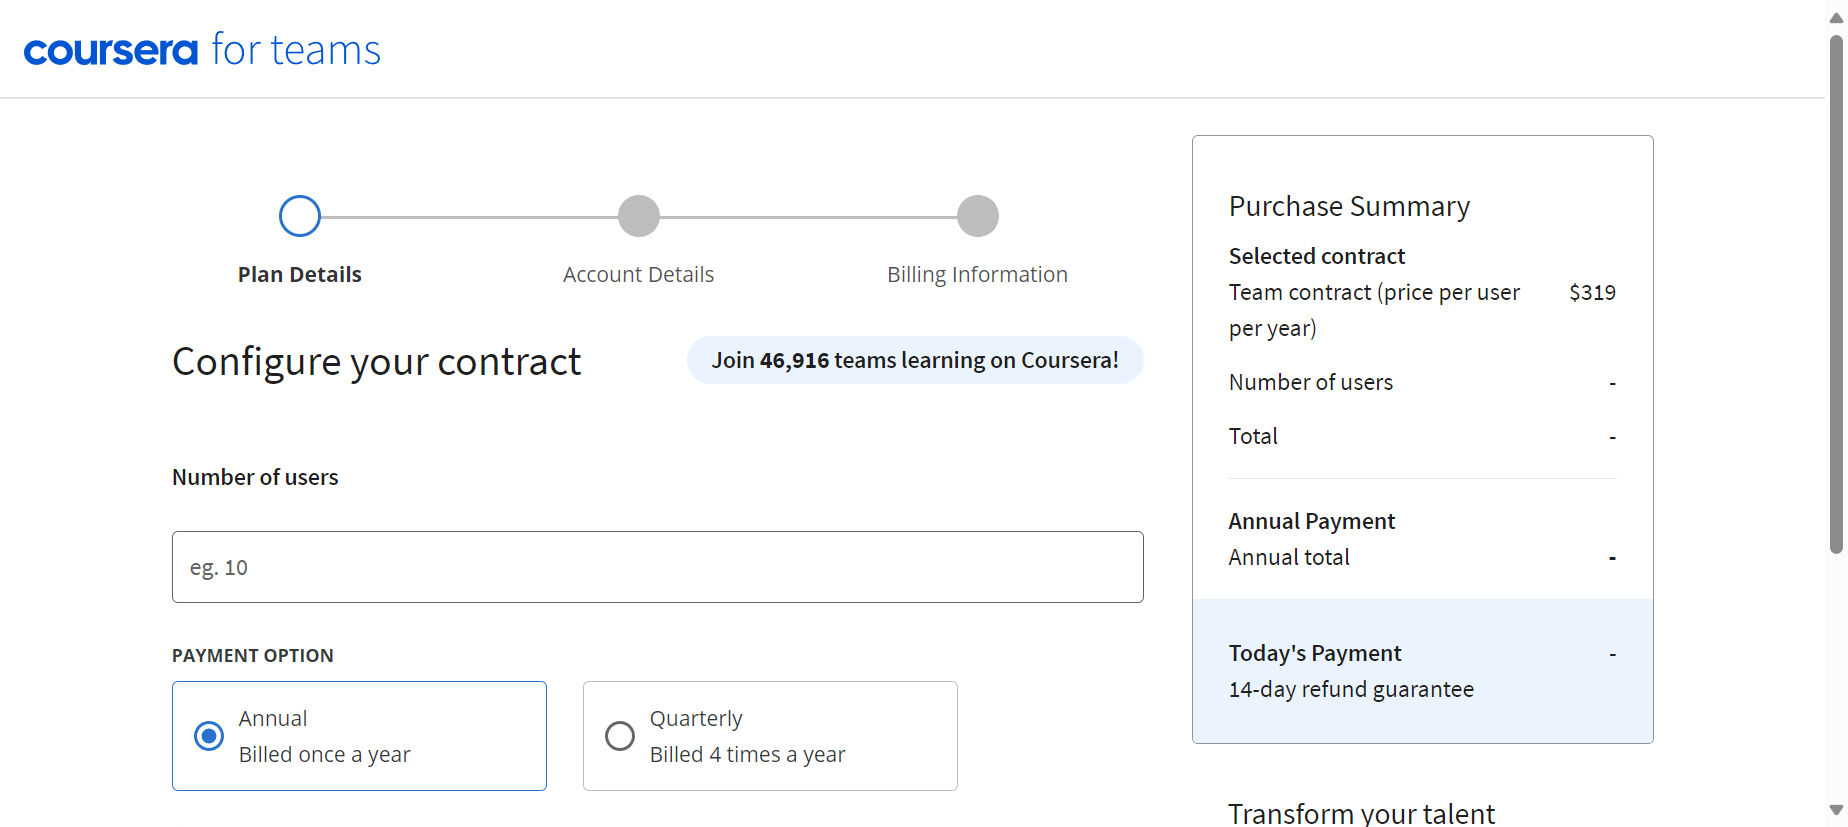 coursera for teams
Plan Details
Account Details
Billing Information
Configure your contract
Join 46,916 teams learning on Coursera!
Number of users
eg. 10
PAYMENT OPTION
Annual
Billed once a year
Quarterly
Billed 4 times a year
Purchase Summary
Selected contract
Team contract (price per user $319
per year)
Number of users -
Total -
Annual Payment
Annual total -
Today's Payment -
14-day refund guarantee
Transform your talent